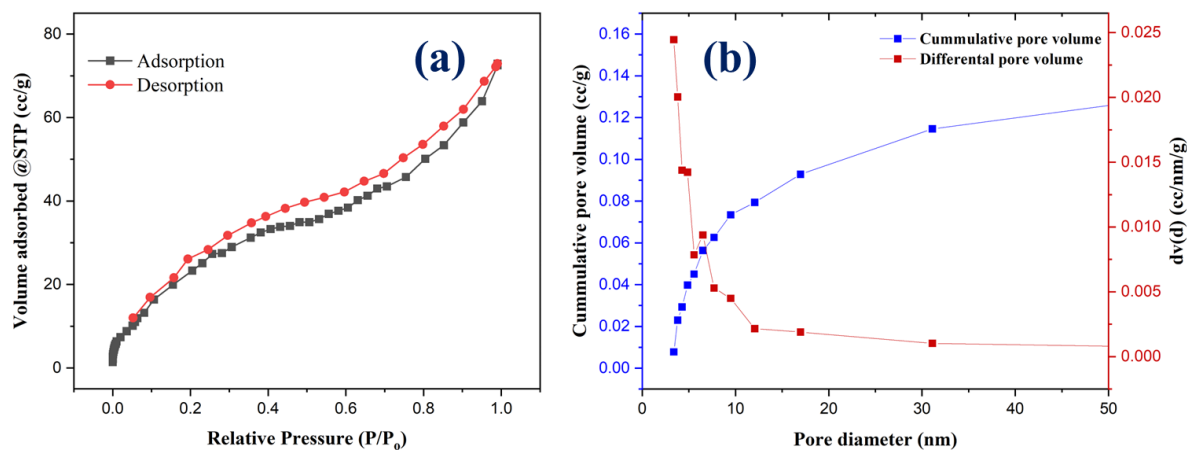 (a)
Adsorption
Desorption
Volume adsorbed @STP (cc/g)
80
60
40
20
0
0.0 0.2 0.4 0.6 0.8 1.0
Relative Pressure (P/Po)
(b)
Cummulative pore volume
Differental pore volume
Cummulative pore volume (cc/g)
0.16
0.14
0.12
0.10
0.08
0.06
0.04
0.02
0.00
0 10 20 30 40 50
Pore diameter (nm)
0.025
0.020
0.015
0.010
0.005
0.000
dv(d) (cc/nm/g)